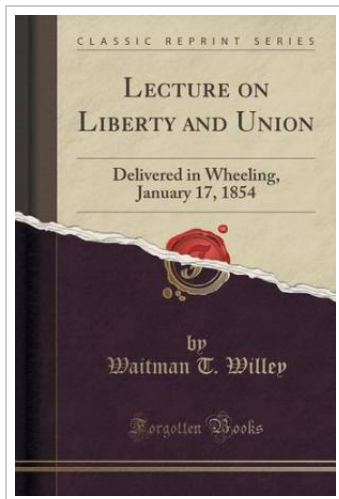 CLASSIC REPRINT SERIES
LECTURE ON
LIBERTY AND UNION
Delivered in Wheeling,
January 17, 1854
by
Waitman T. Willey
Forgotten Books